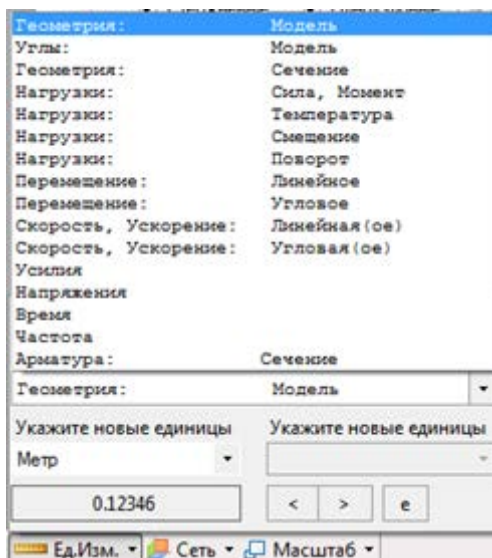 Геометрия: Модель
Углы: Модель
Геометрия: Сечение
Нагрузки: Сила, Момент
Нагрузки: Температура
Нагрузки: Смещение
Нагрузки: Поворот
Перемещение: Линейное
Перемещение: Угловое
Скорость, Ускорение: Линейная(ое)
Скорость, Ускорение: Угловая(ое)
Усилия
Напряжения
Время
Частота
Арматура: Сечение
Геометрия: Модель
Укажите новые единицы Укажите новые единицы
Метр
0.12346 < > e
Ед.Изм. Сеть Масштаб